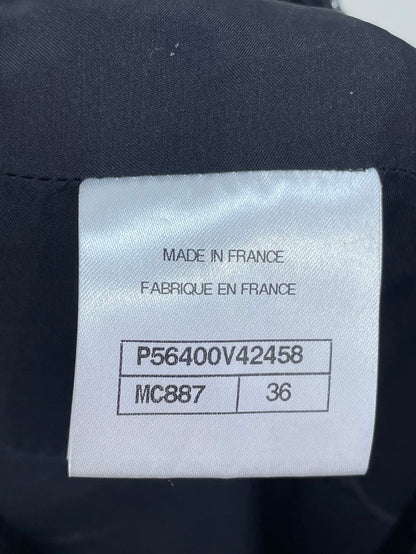 MADE IN FRANCE
FABRIQUE EN FRANCE
P56400V42458
MC887 36